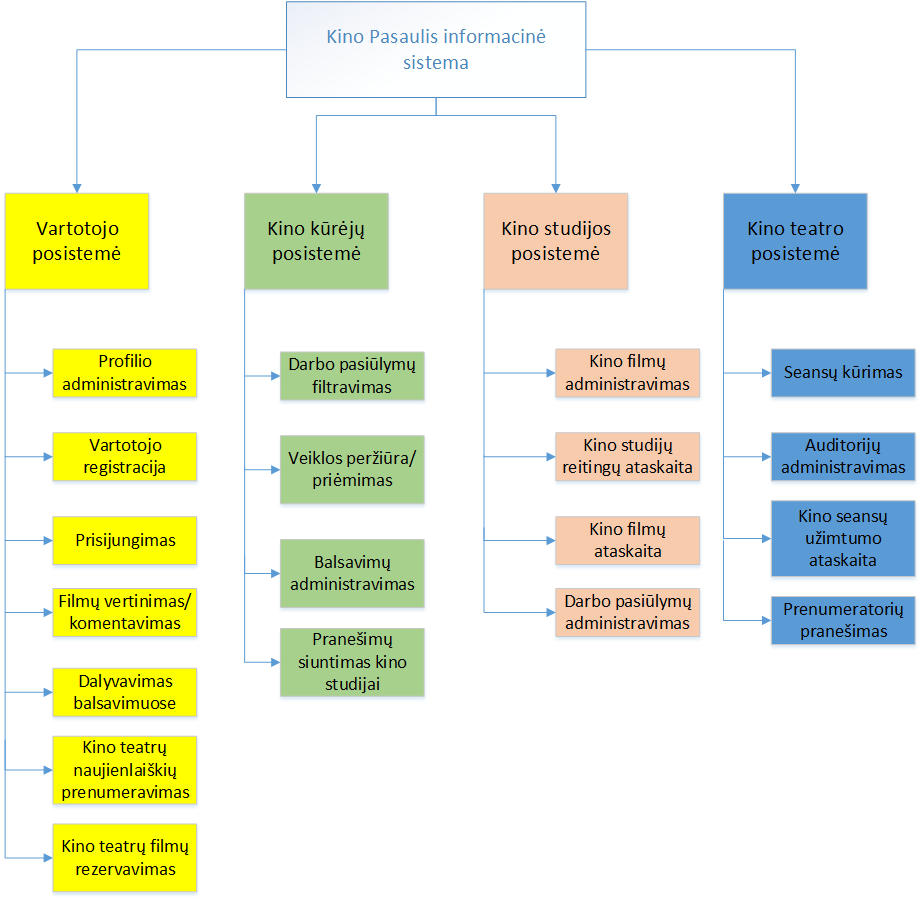 Kino Pasaulis informacinė
sistema
Vartotojo
posistemė
Profilio
administravimas
Vartotojo
registracija
Prisijungimas
Filmų vertinimas/
komentavimas
Dalyvavimas
balsavimuose
Kino teatrų
naujienlaiškių
prenumeravimas
Kino teatrų filmų
rezervavimas
Kino kūrėjų
posistemė
Darbo pasiūlymų
filtravimas
Veiklos peržiūra/
priėmimas
Balsavimų
administravimas
Pranešimų
siuntimas kino
studijai
Kino studijos
posistemė
Kino filmų
administravimas
Kino studijų
reitingų ataskaita
Kino filmų
ataskaita
Darbo pasiūlymų
administravimas
Kino teatro
posistemė
Seansų kūrimas
Auditorijų
administravimas
Kino seansų
užimtumo
ataskaita
Prenumeratorių
pranešimas